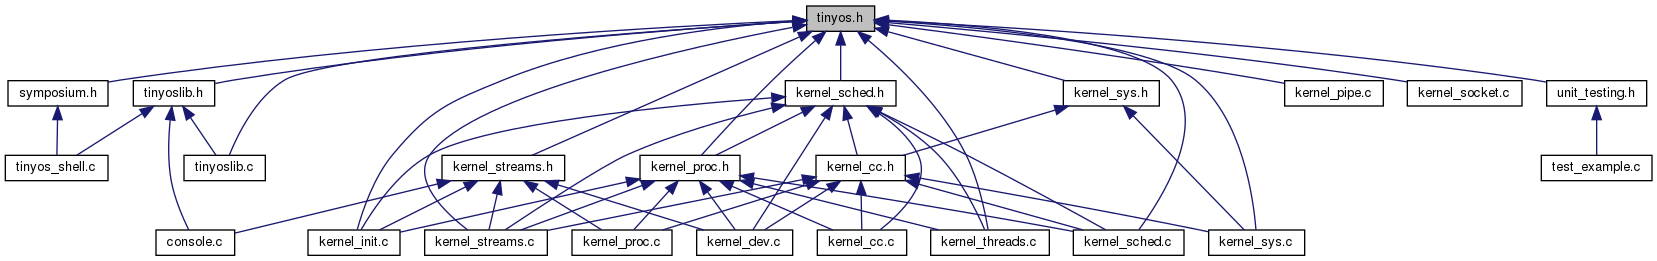 tinyos.h
symposium.h
tinyoslib.h
kernel_sched.h
kernel_sys.h
kernel_pipe.c
kernel_socket.c
unit_testing.h
tinyos_shell.c
tinyoslib.c
kernel_streams.h
kernel_proc.h
kernel_cc.h
test_example.c
console.c
kernel_init.c
kernel_streams.c
kernel_proc.c
kernel_dev.c
kernel_cc.c
kernel_threads.c
kernel_sched.c
kernel_sys.c